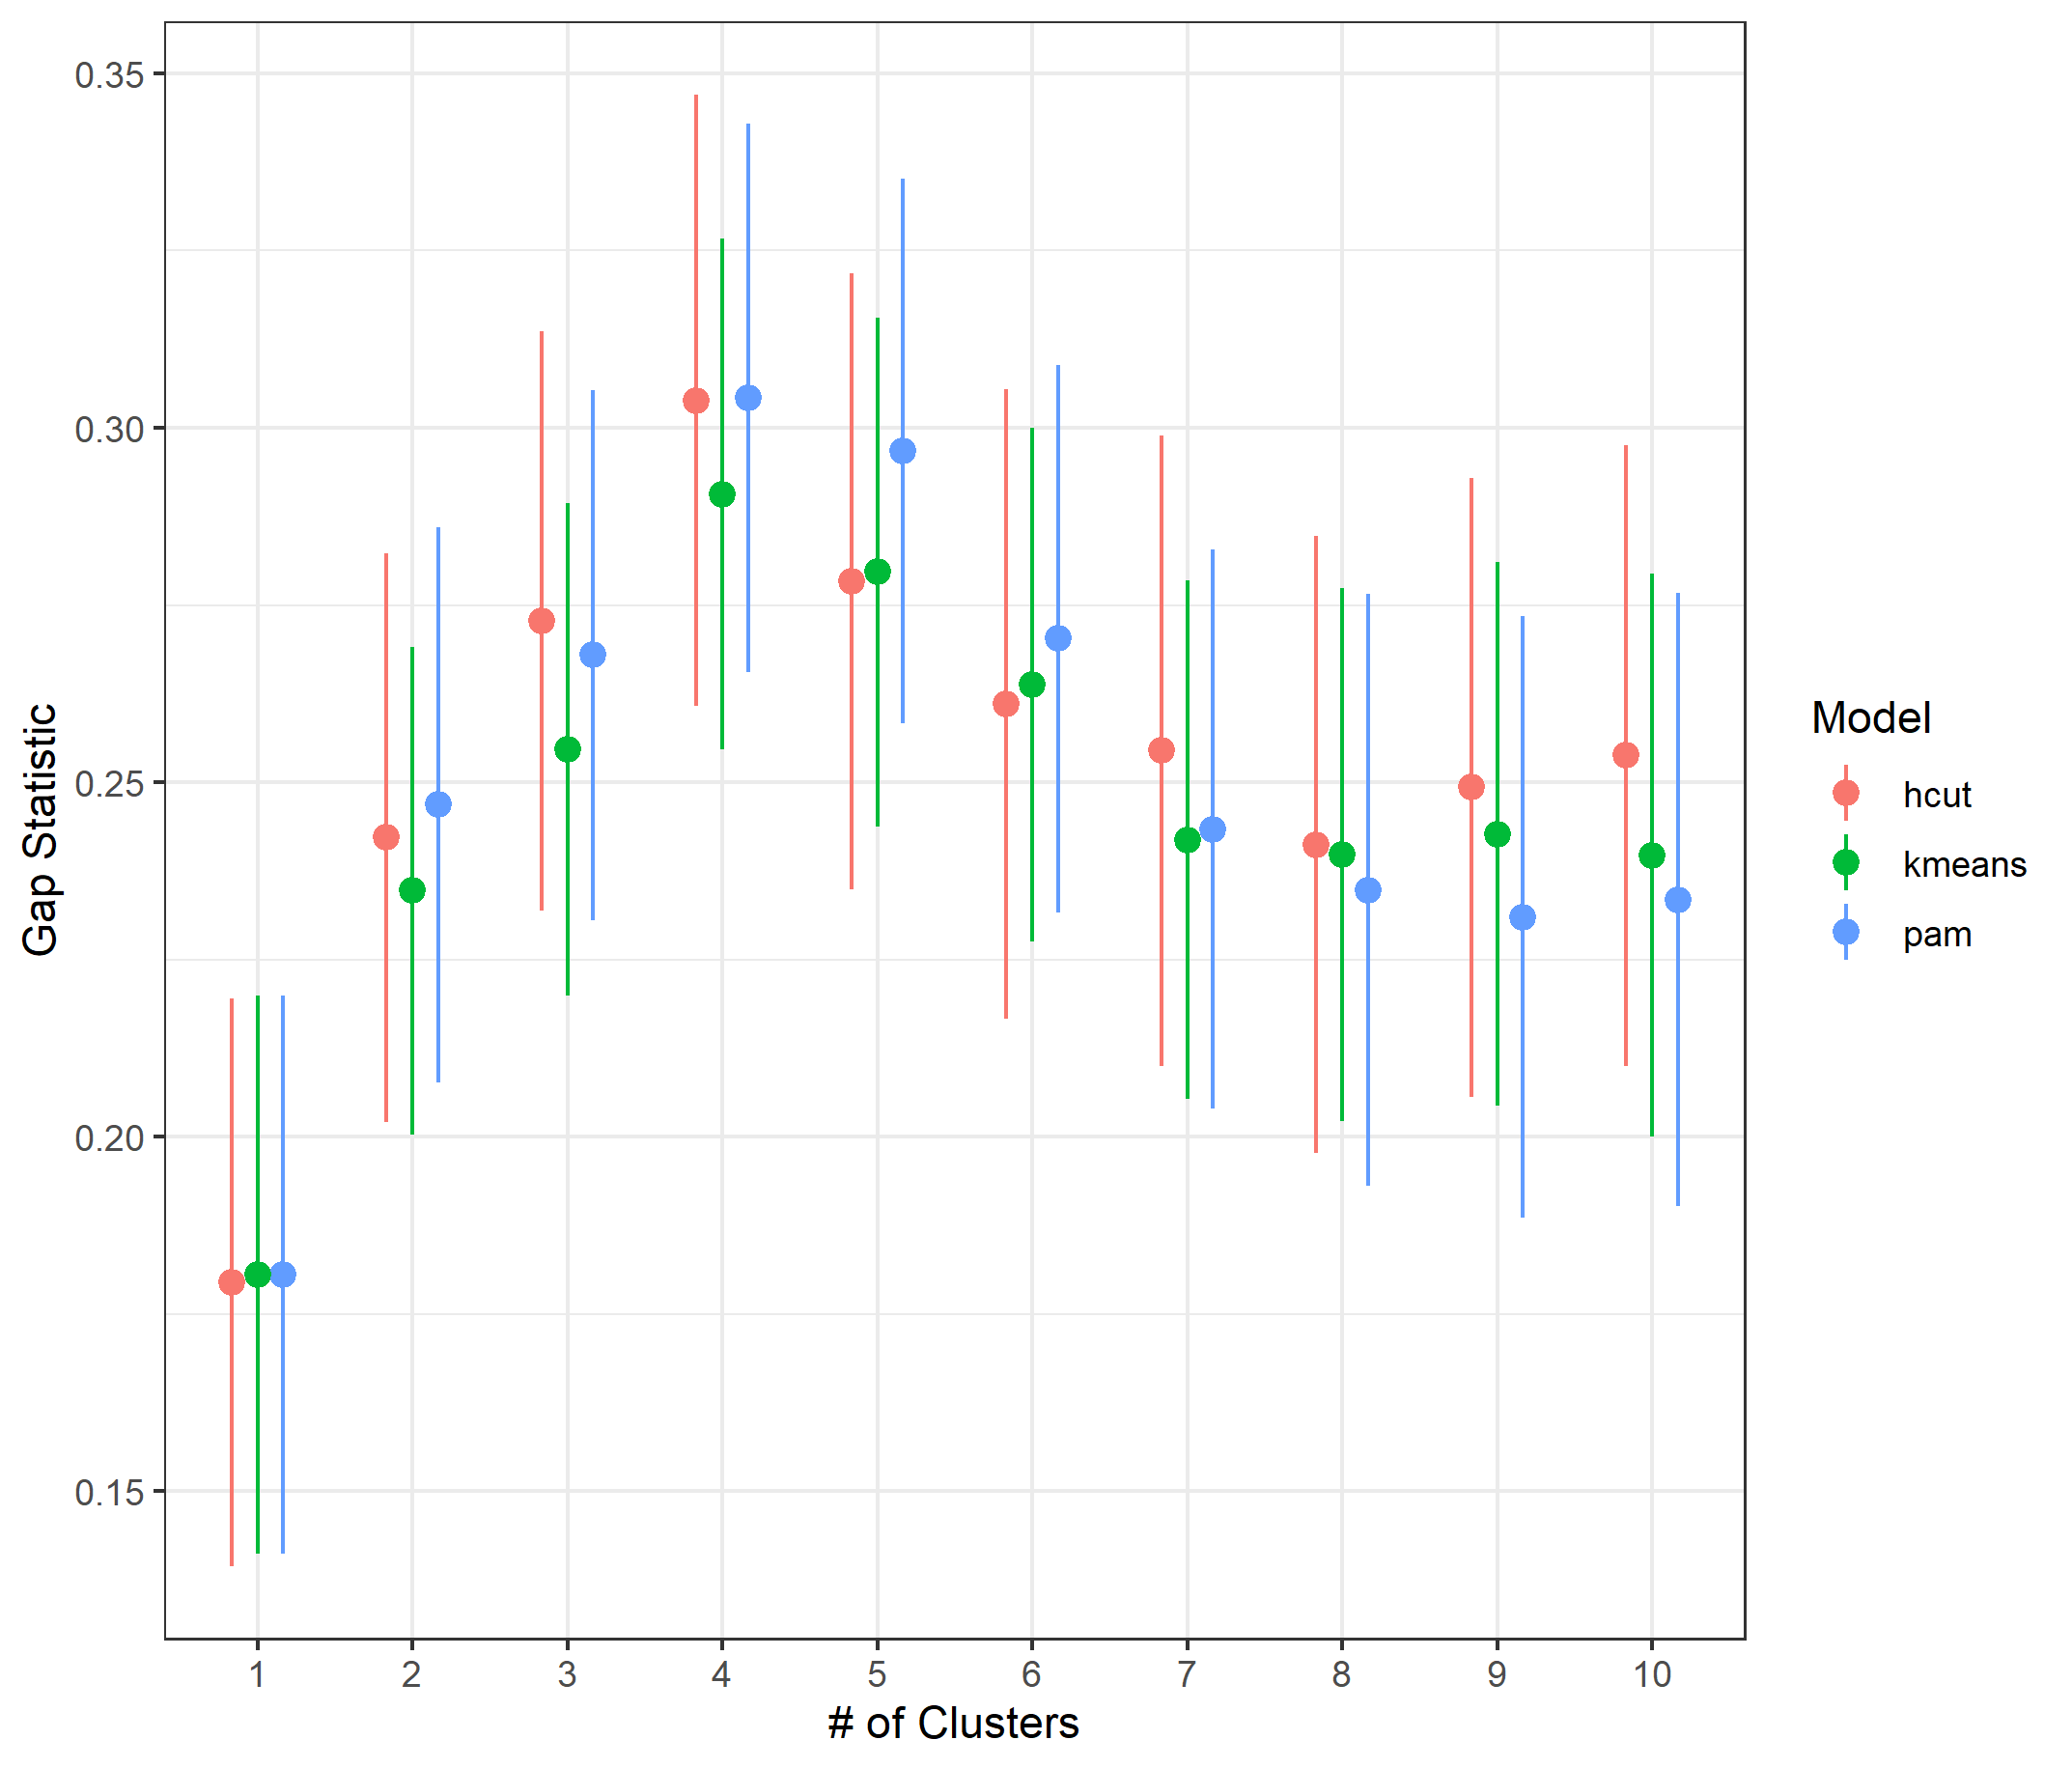 0.35
0.30
0.25
0.20
0.15
Gap Statistic
1 2 3 4 5 6 7 8 9 10
# of Clusters
Model
hcut
kmeans
pam